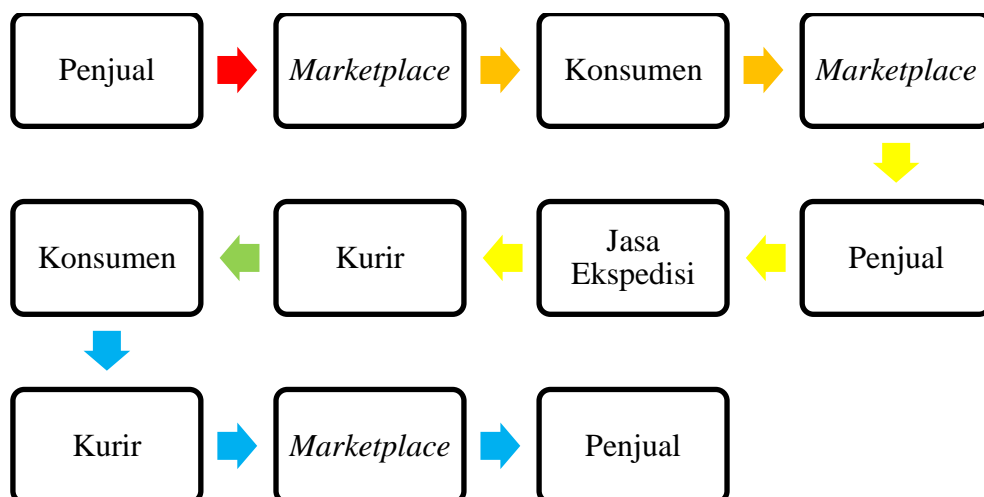 Penjual
Marketplace
Konsumen
Marketplace
Penjual
Jasa
Ekspedisi
Kurir
Konsumen
Kurir
Marketplace
Penjual